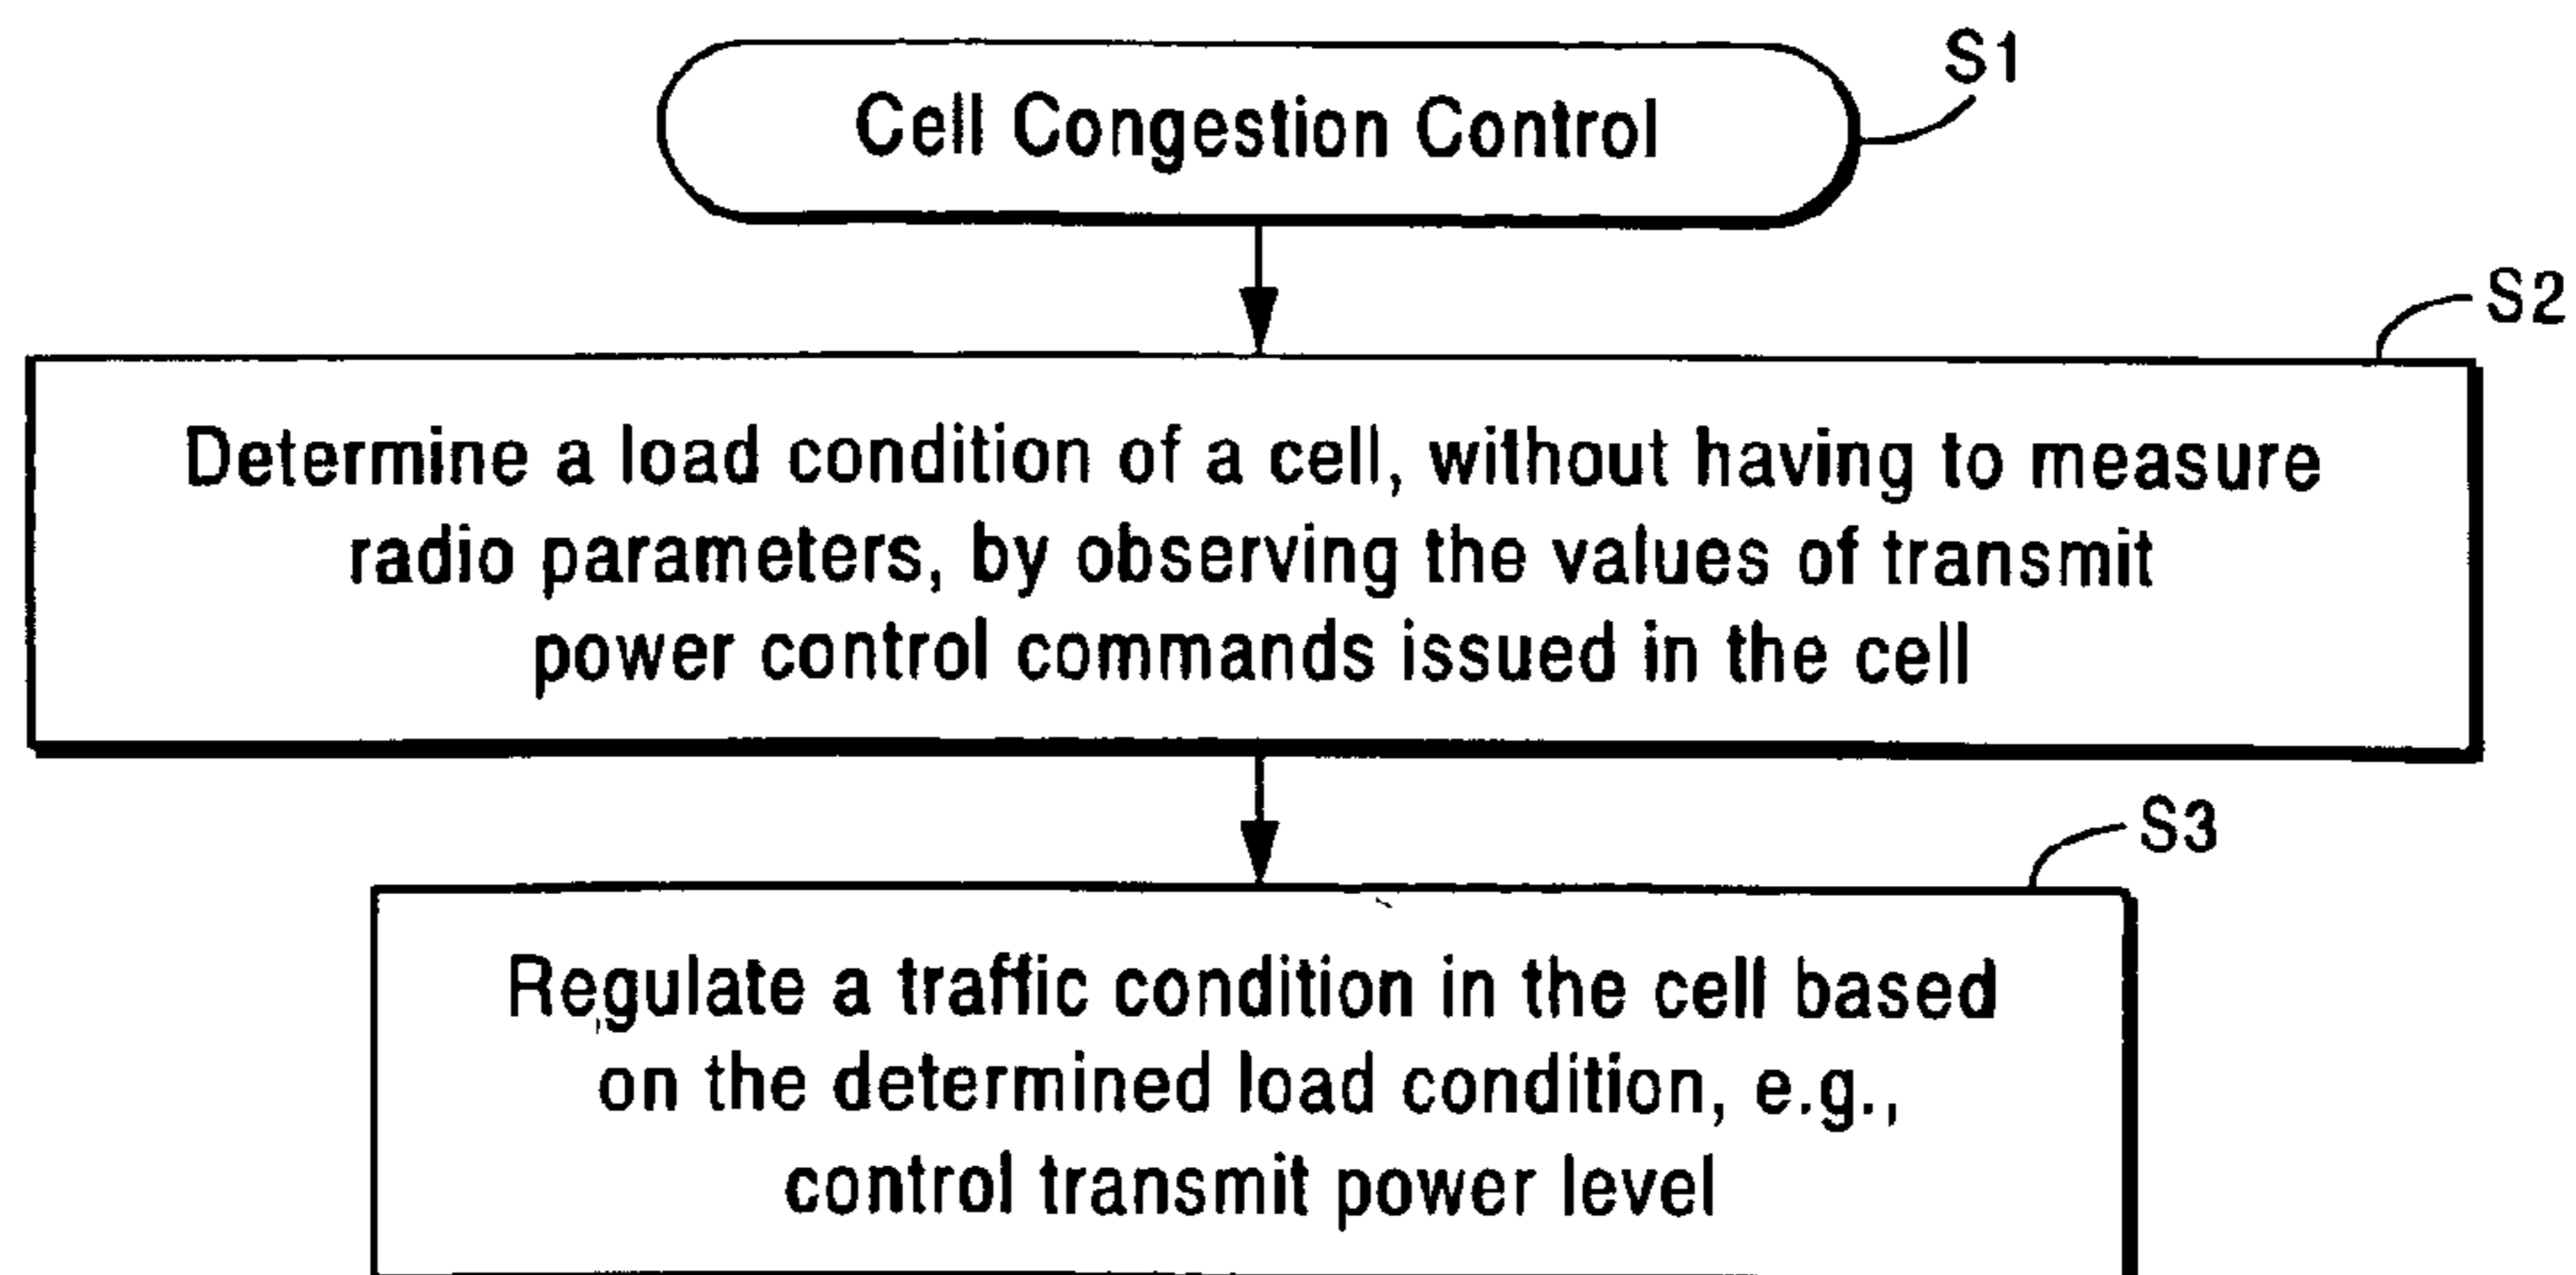 S1
Cell Congestion Control
S2
Determine a load condition of a cell, without having to measure
radio parameters, by observing the values of transmit
power control commands issued in the cell
S3
Regulate a traffic condition in the cell based
on the determined load condition, e.g.,
control transmit power level